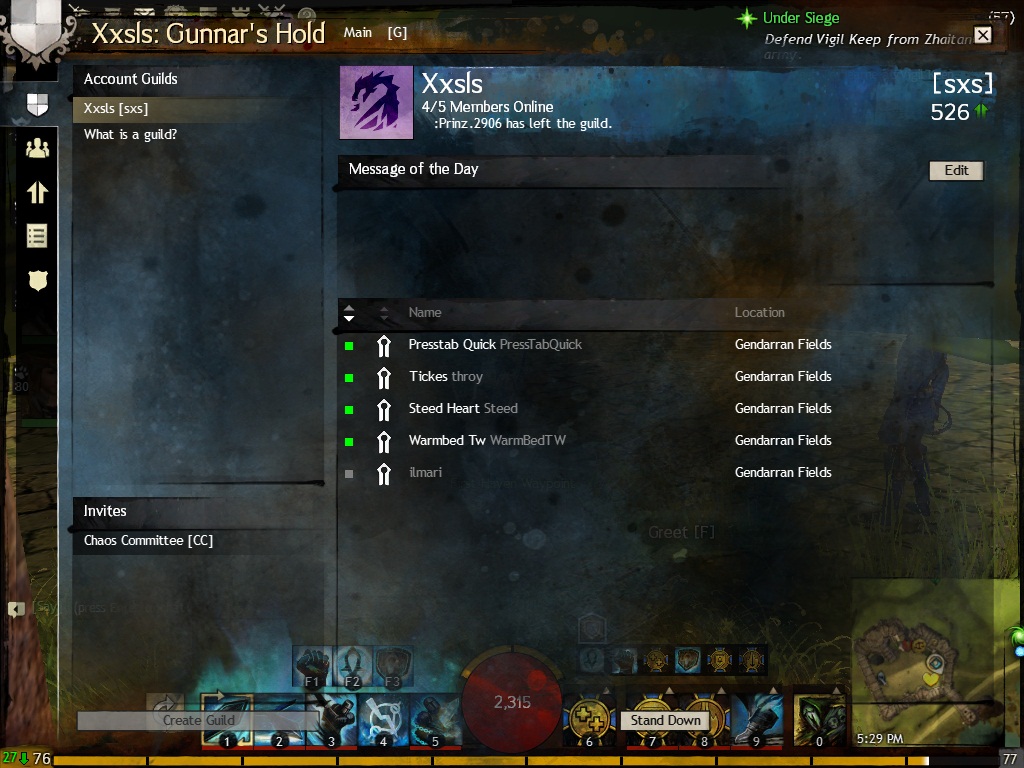 Xxsls: Gunnar's Hold Main [G]
Under Siege
Defend Vigil Keep from Zhaitan
army.
Account Guilds
Xxsls [sxs]
What is a guild?
Xxsls
[sxs]
4/5 Members Online
526
:Prinz.2906 has left the guild.
Message of the Day
Edit
Name Location
Presstab Quick PressTabQuick Gendarran Fields
Tickes throy Gendarran Fields
Steed Heart Steed Gendarran Fields
Warmbed Tw WarmBedTW Gendarran Fields
ilmari Gendarran Fields
80
Invites
Chaos Committee [CC]
Greet [F]
F1 F2 F3
2,315
Create Guild
Stand Down
1 2 3 4 5 6 7 8 9 0
5:29 PM
27 76
77